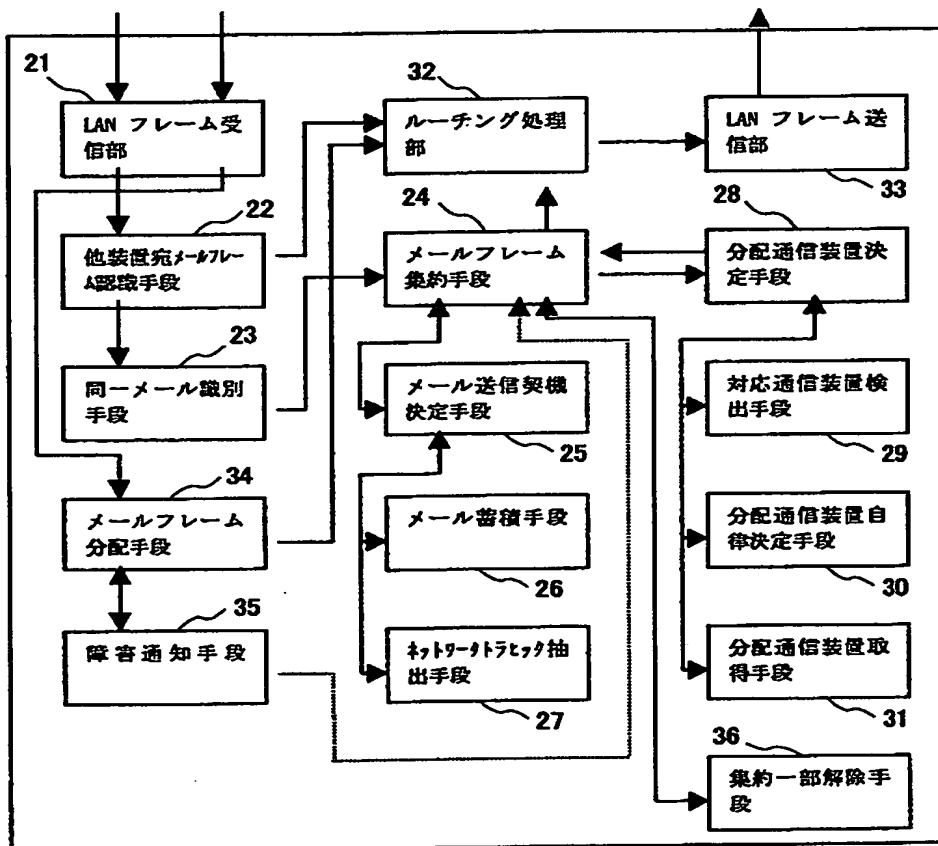 21
LAN フレーム受
信部
22
他装置宛メールフレー
ム認識手段
23
同一メール識別
手段
34
メールフレーム
分配手段
35
障害通知手段
32
ルーチング処理
部
24
メールフレーム
集約手段
メール送信契機
決定手段
25
メール蓄積手段
26
ネットワークトラヒック抽
出手段
27
LAN フレーム送
信部
33
28
分配通信装置決
定手段
対応通信装置検
出手段
29
分配通信装置自
律決定手段
30
分配通信装置取
得手段
31
36
集約一部解除手
段